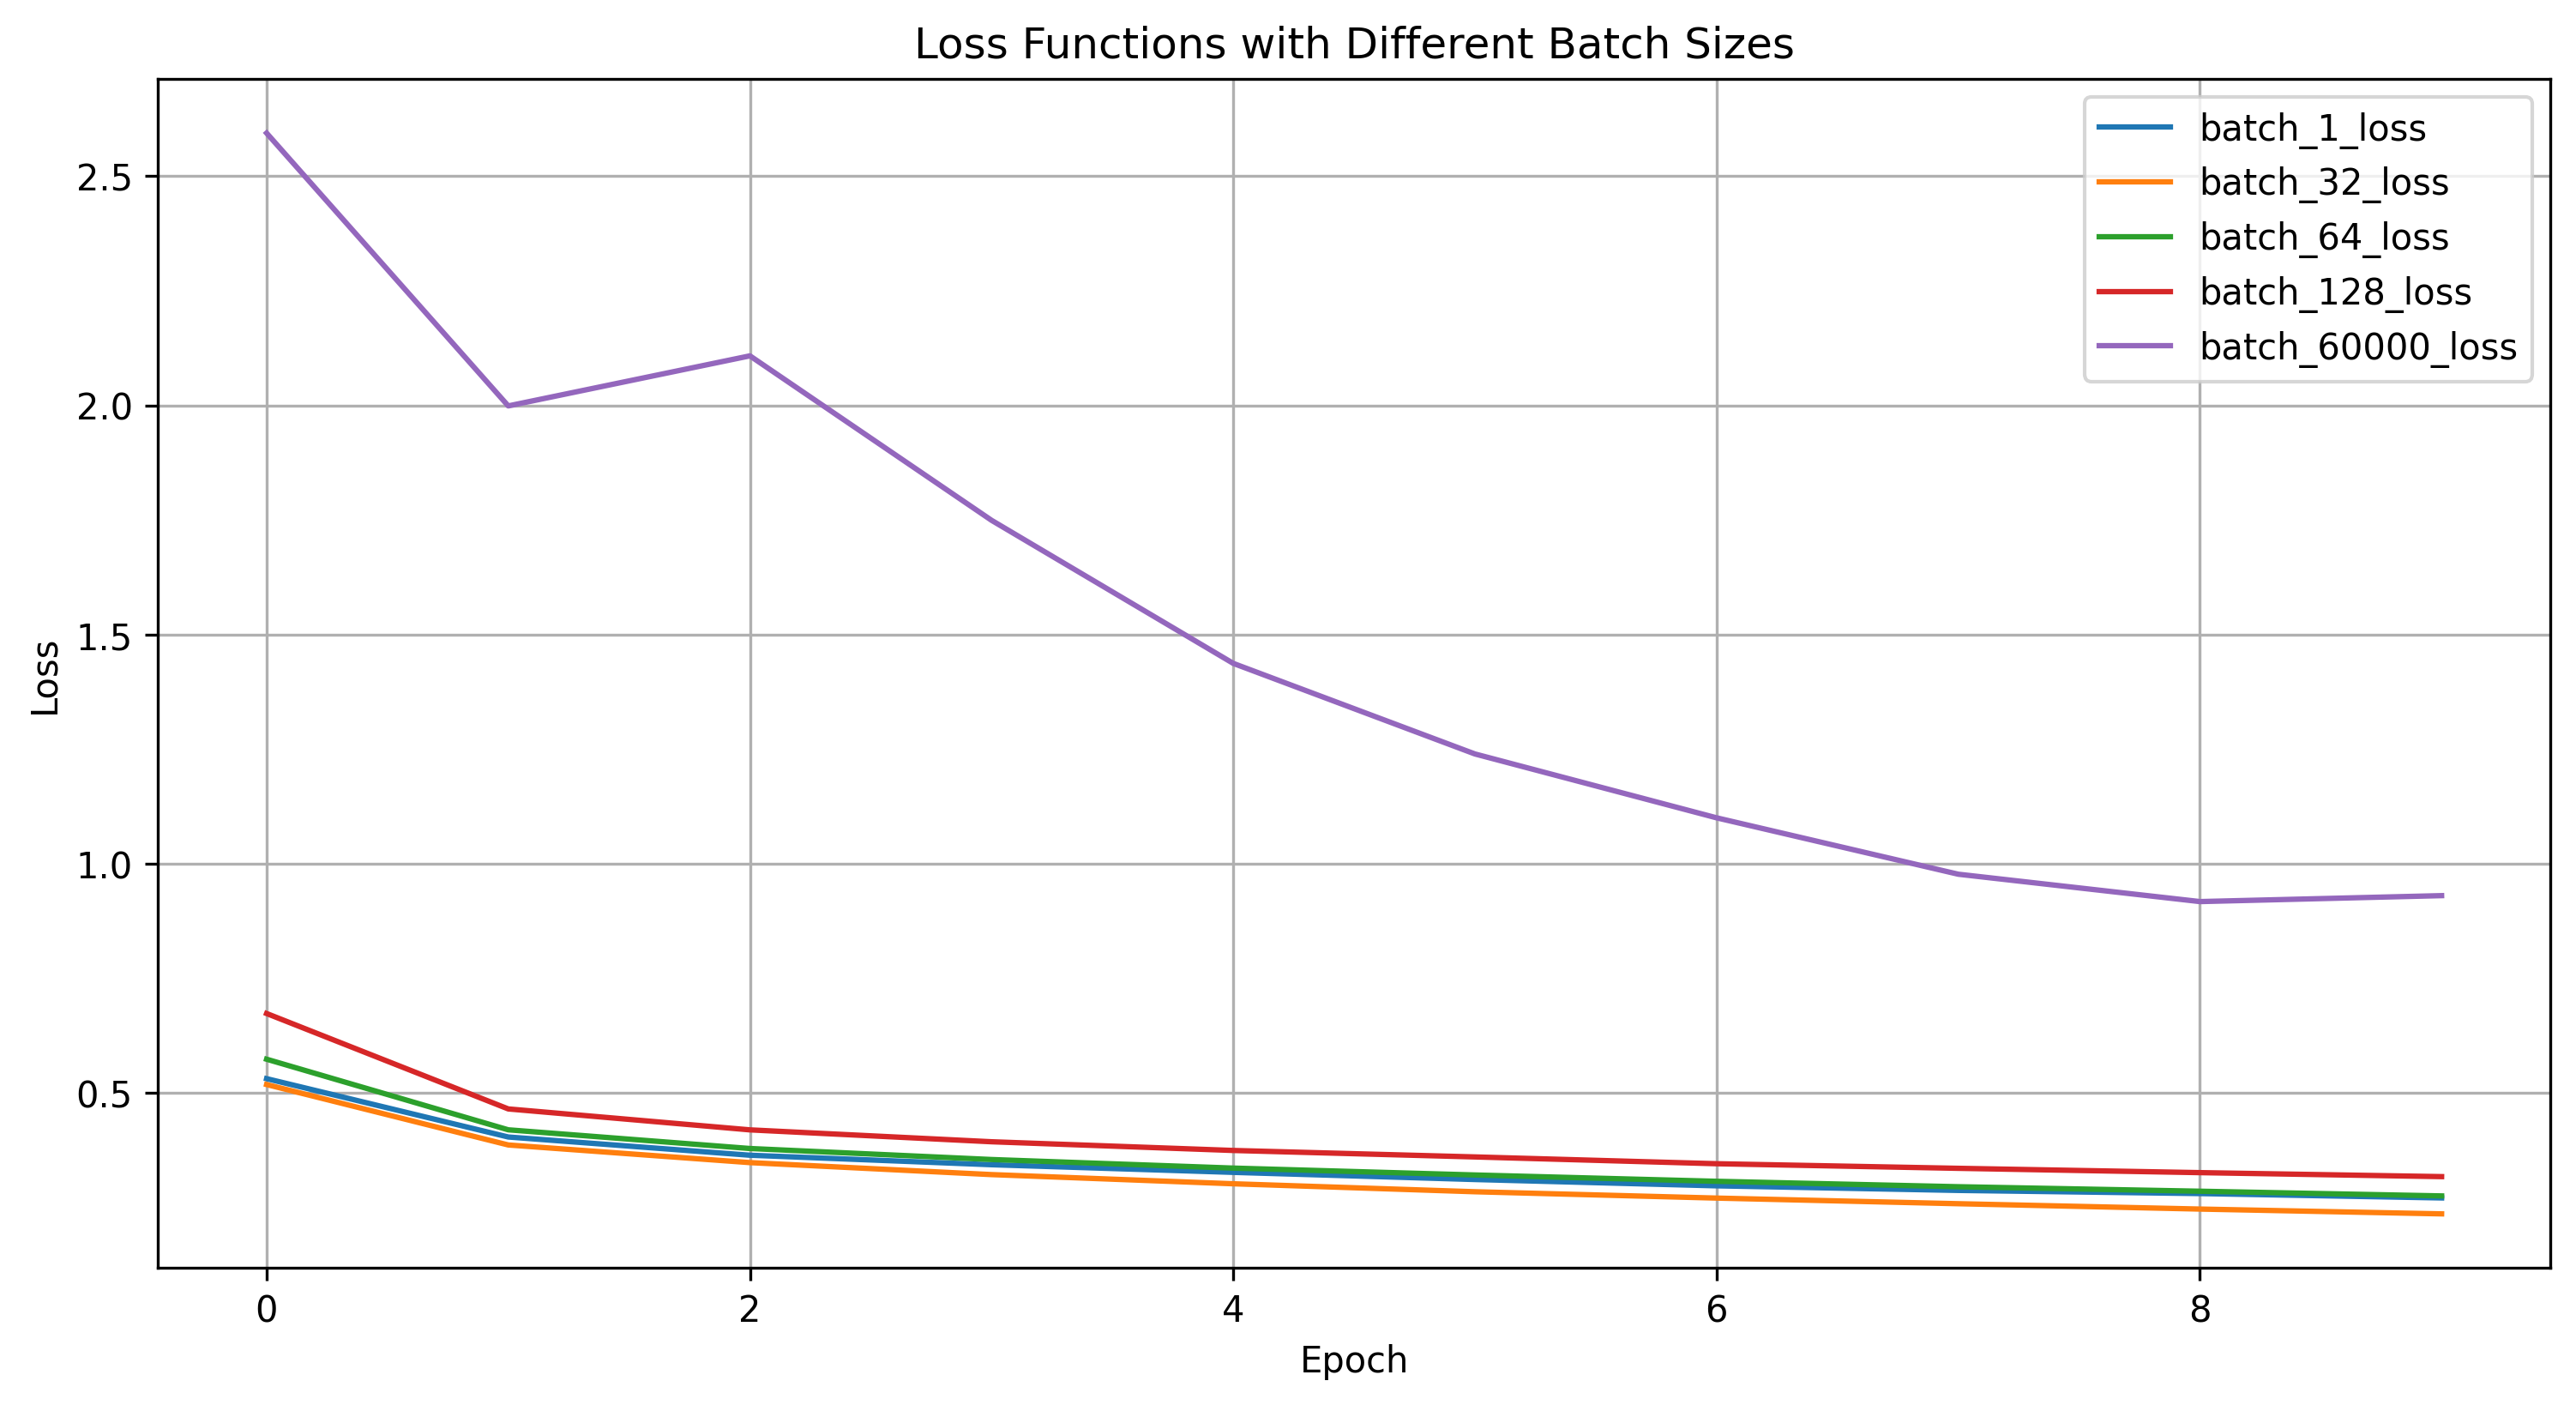 Loss Functions with Different Batch Sizes
batch_1_loss
batch_32_loss
batch_64_loss
batch_128_loss
batch_60000_loss
2.5
2.0
1.5
1.0
0.5
Loss
0 2 4 6 8
Epoch